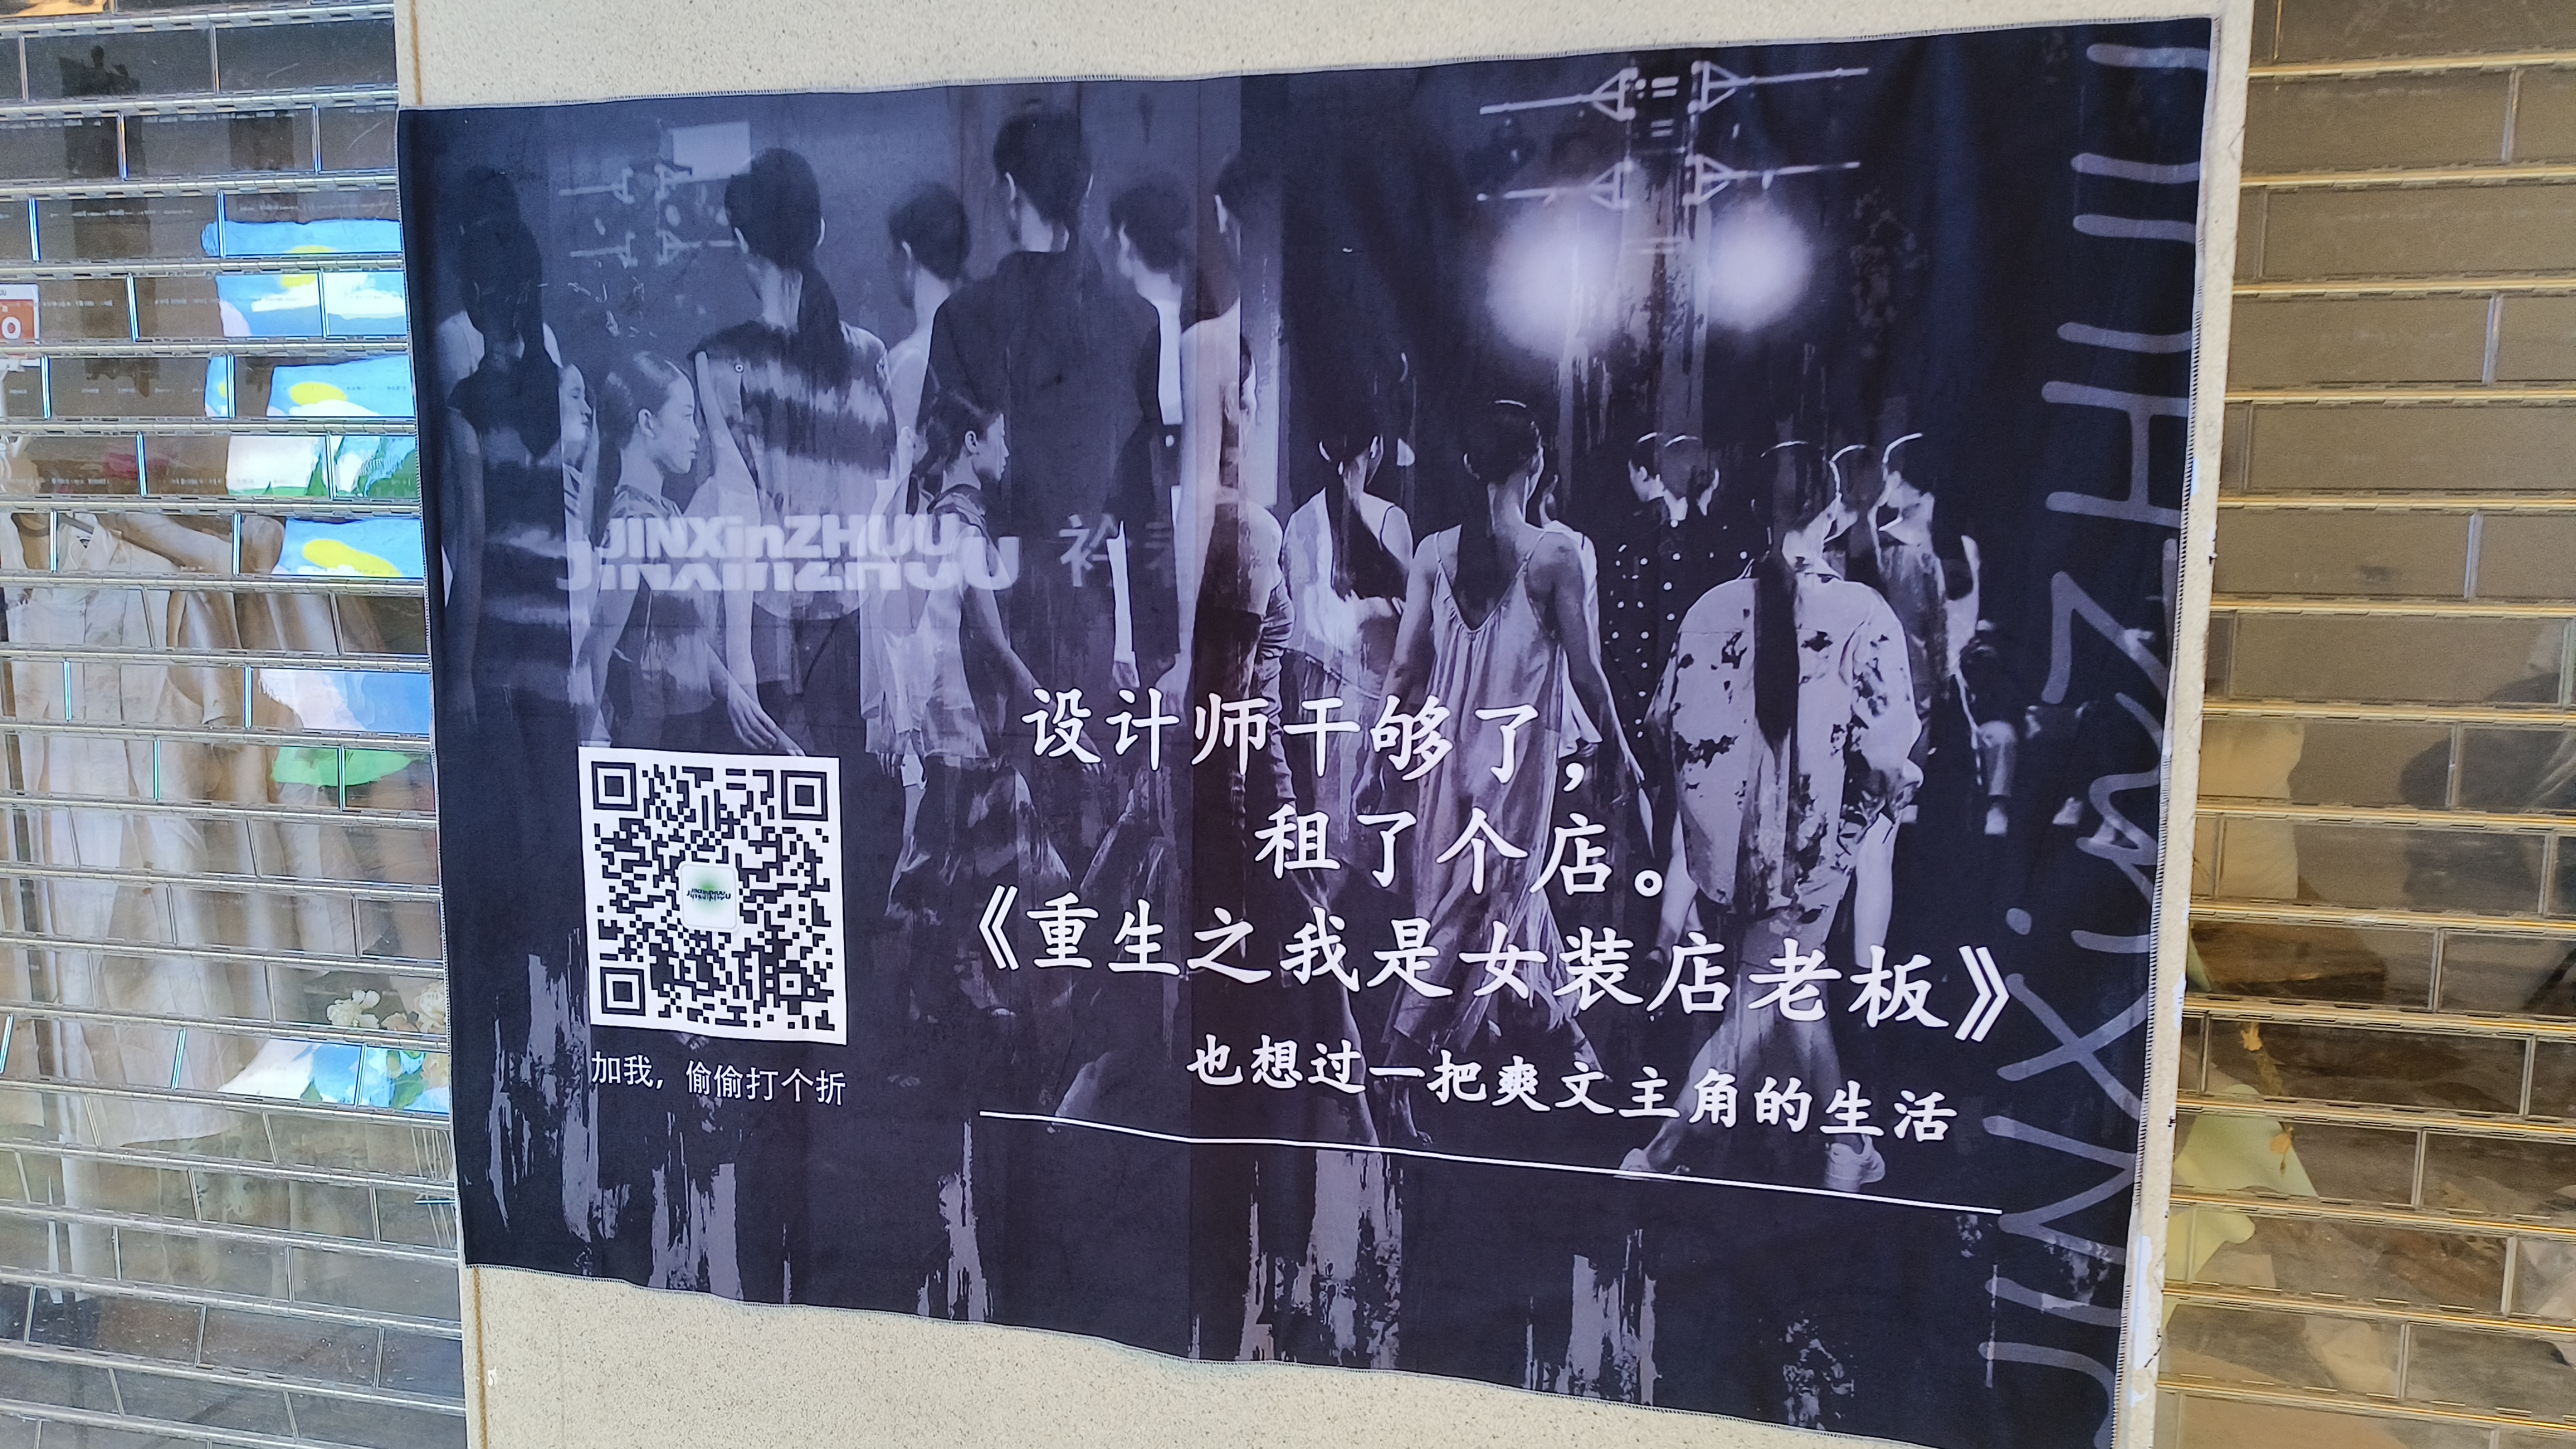 JINXinZHUU
JINXinZHUU
设计师干够了，
租了个店。
《重生之我是女装店老板》
也想过一把爽文主角的生活
加我，偷偷打个折